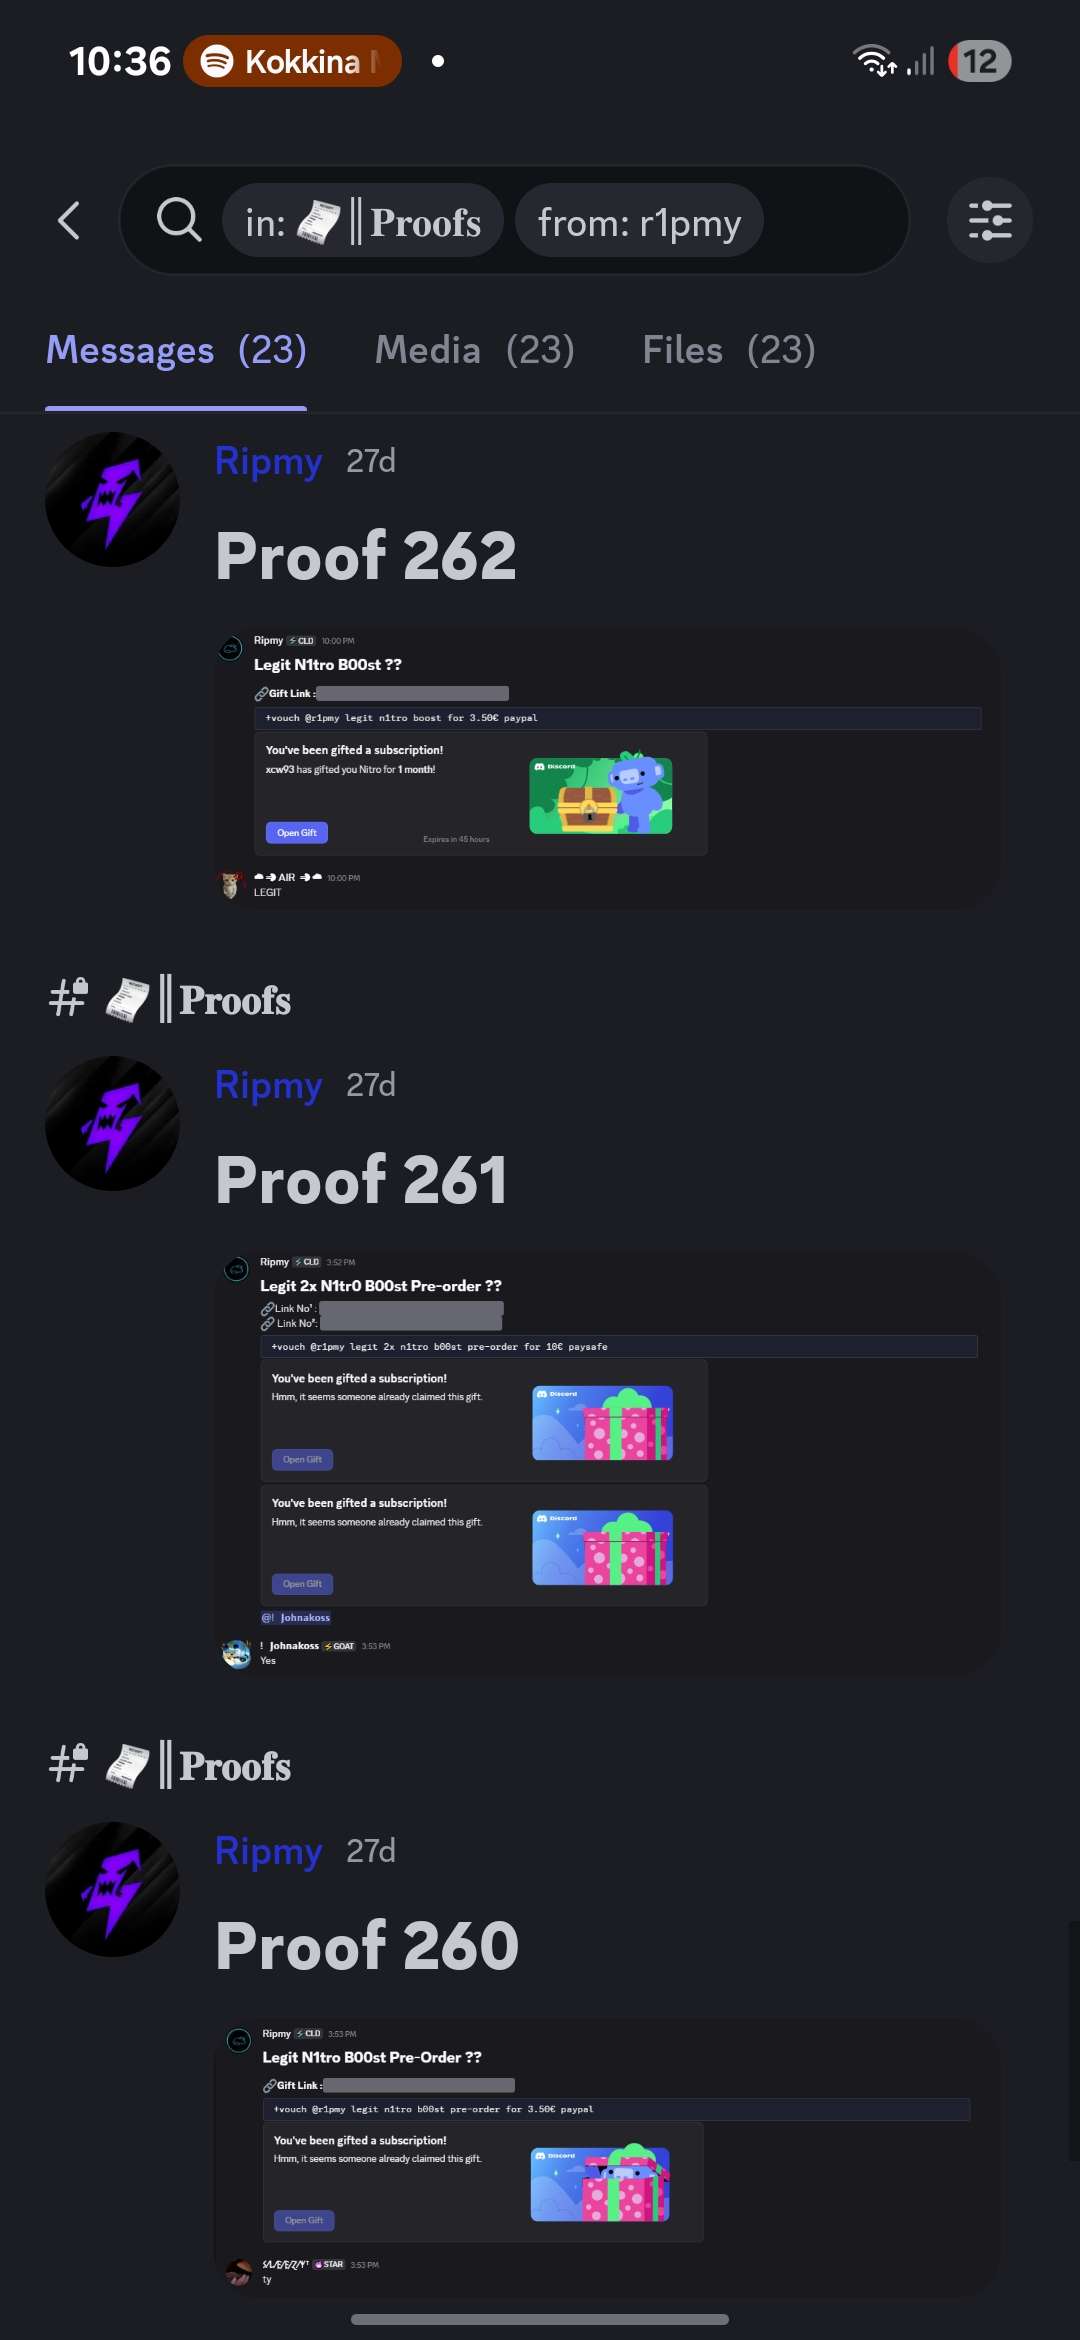 10:36 Kokkina 12
in: ║𝐏𝐫𝐨𝐨𝐟𝐬 from: r1pmy
Messages (23) Media (23) Files (23)
Ripmy 27d
Proof 262
Ripmy CLD 10:00 PM
Legit N1tro B00st ??
Gift Link :
+vouch @r1pmy legit n1tro boost for 3.50€ paypal
You've been gifted a subscription!
xcw93 has gifted you Nitro for 1 month!
Discord
Open Gift
Expires in 45 hours
AIR 10:00 PM
LEGIT
║𝐏𝐫𝐨𝐨𝐟𝐬
Ripmy 27d
Proof 261
Ripmy CLD 3:52 PM
Legit 2x N1tr0 B00st Pre-order ??
Link No¹ :
Link No²:
+vouch @r1pmy legit 2x n1tro b00st pre-order for 10€ paysafe
You've been gifted a subscription!
Hmm, it seems someone already claimed this gift.
Discord
Open Gift
You've been gifted a subscription!
Hmm, it seems someone already claimed this gift.
Discord
Open Gift
@! Johnakoss
! Johnakoss GOAT 3:53 PM
Yes
║𝐏𝐫𝐨𝐨𝐟𝐬
Ripmy 27d
Proof 260
Ripmy CLD 3:53 PM
Legit N1tro B00st Pre-Order ??
Gift Link :
+vouch @r1pmy legit n1tro b00st pre-order for 3.50€ paypal
You've been gifted a subscription!
Hmm, it seems someone already claimed this gift.
Discord
Open Gift
STAR 3:53 PM
ty